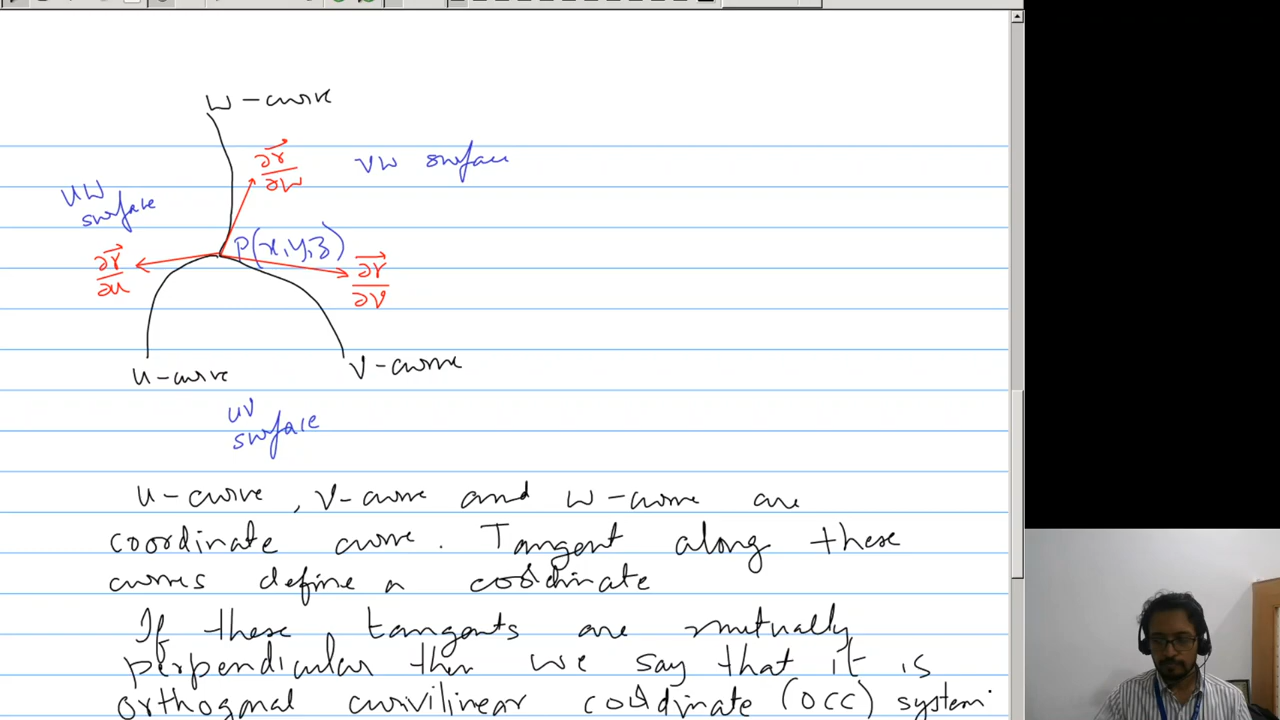 W-curve
∂r⃗/∂w
VW surface
UW
surface
P(x,y,z)
∂r⃗/∂u
∂r⃗/∂v
u-curve
V-curve
uv
surface
u-curve, v-curve and w-curve are
coordinate curve. Tangent along these
curves define a coordinate
If these tangents are mutually
perpendicular then we say that it is
orthogonal curvilinear coordinate (OCC) system.